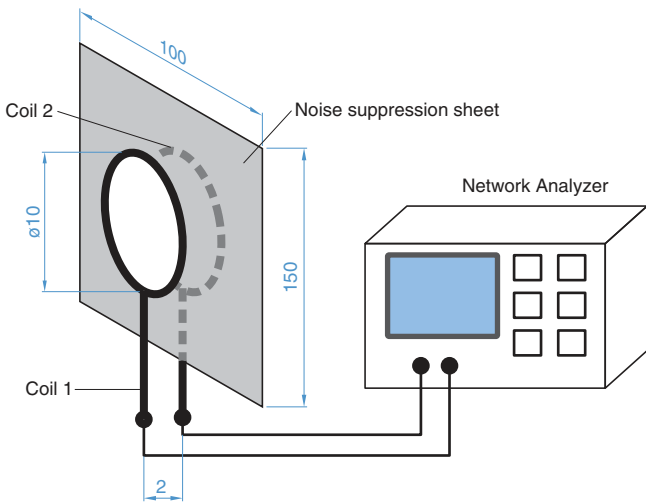 100
Coil 2
Noise suppression sheet
Network Analyzer
ø10
150
Coil 1
2